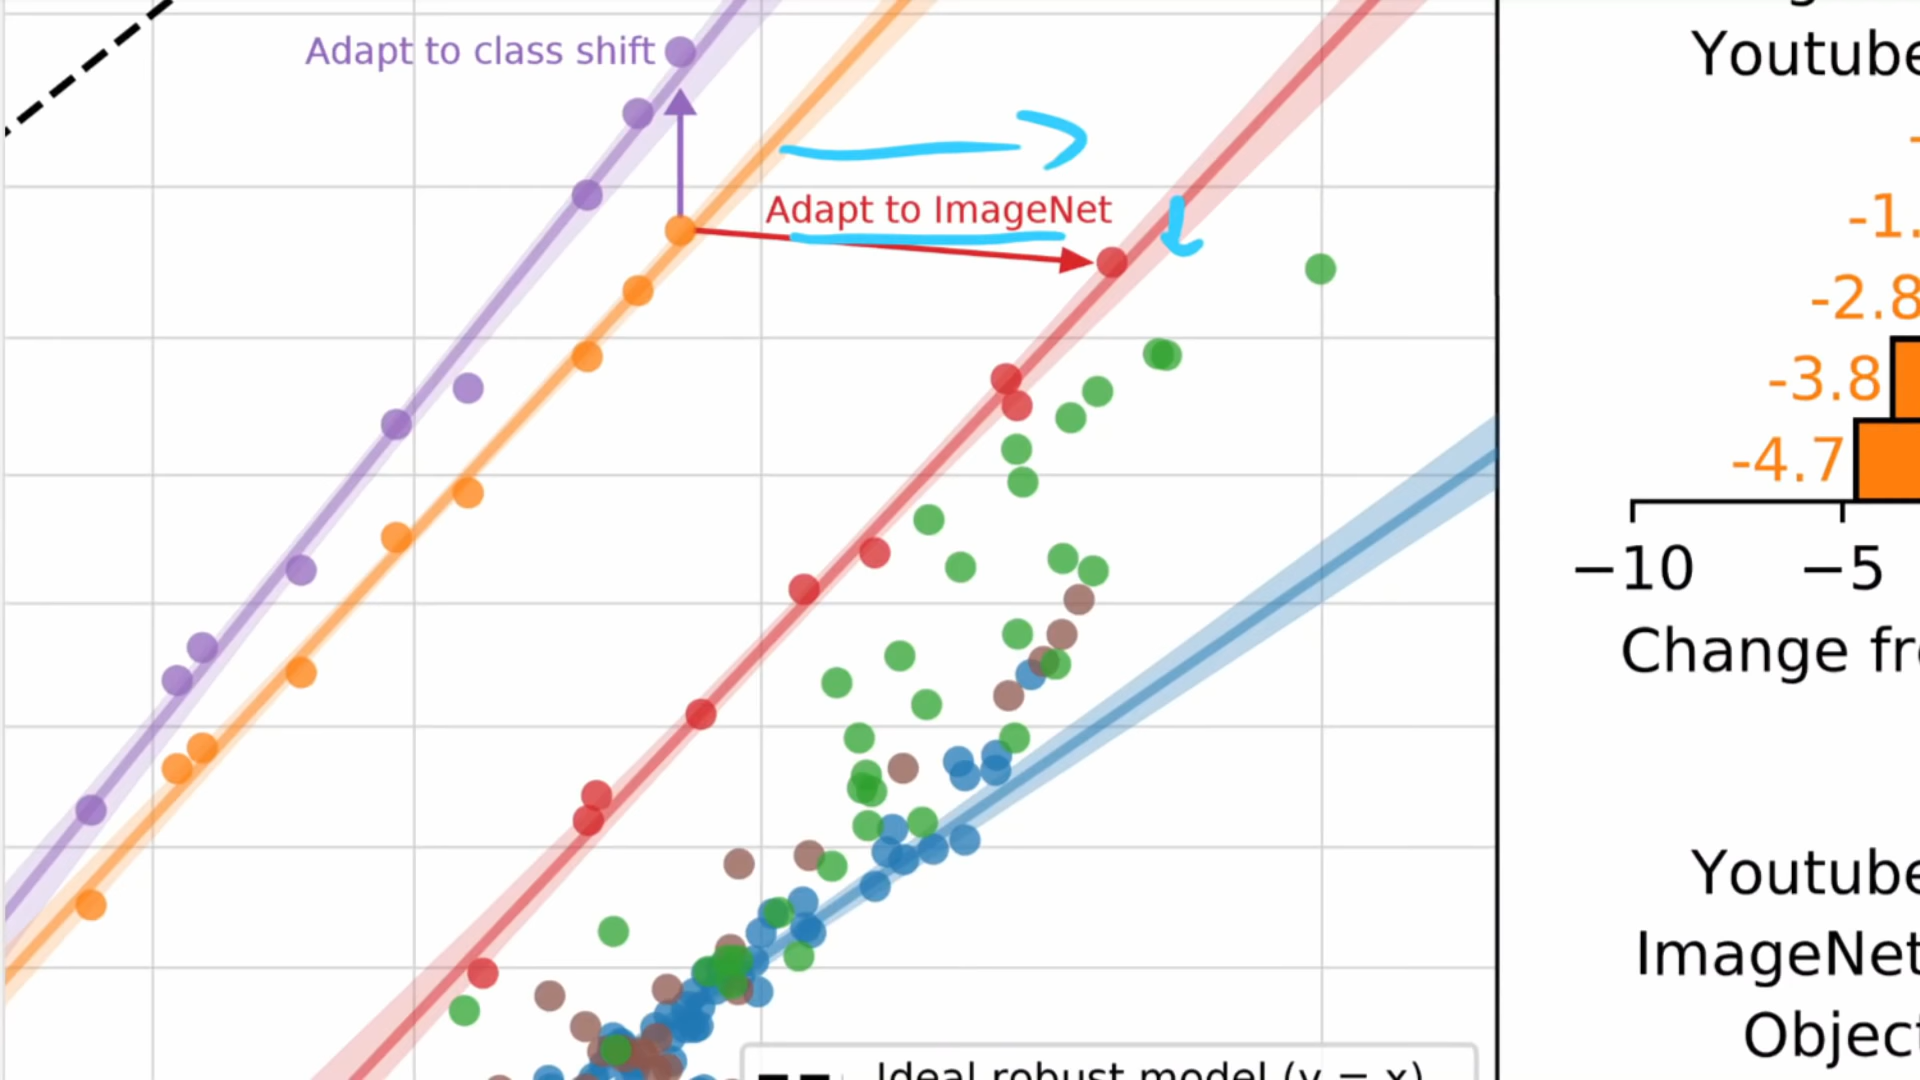 Adapt to class shift
Adapt to ImageNet
Ideal robust model (y = x)
Youtube
-1.
-2.8
-3.8
-4.7
−10 −5
Change fr
Youtube
ImageNet
Object